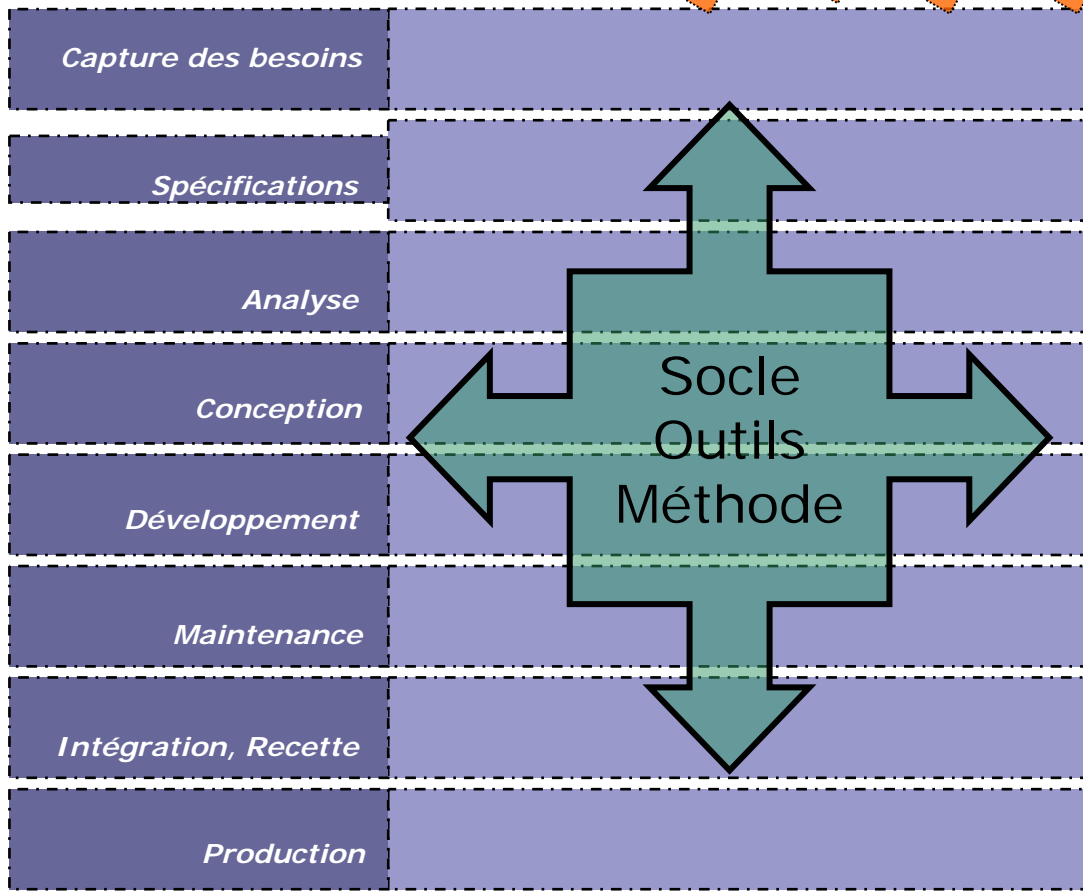 Capture des besoins
Spécifications
Analyse
Conception
Développement
Maintenance
Intégration, Recette
Production
Socle
Outils
Méthode